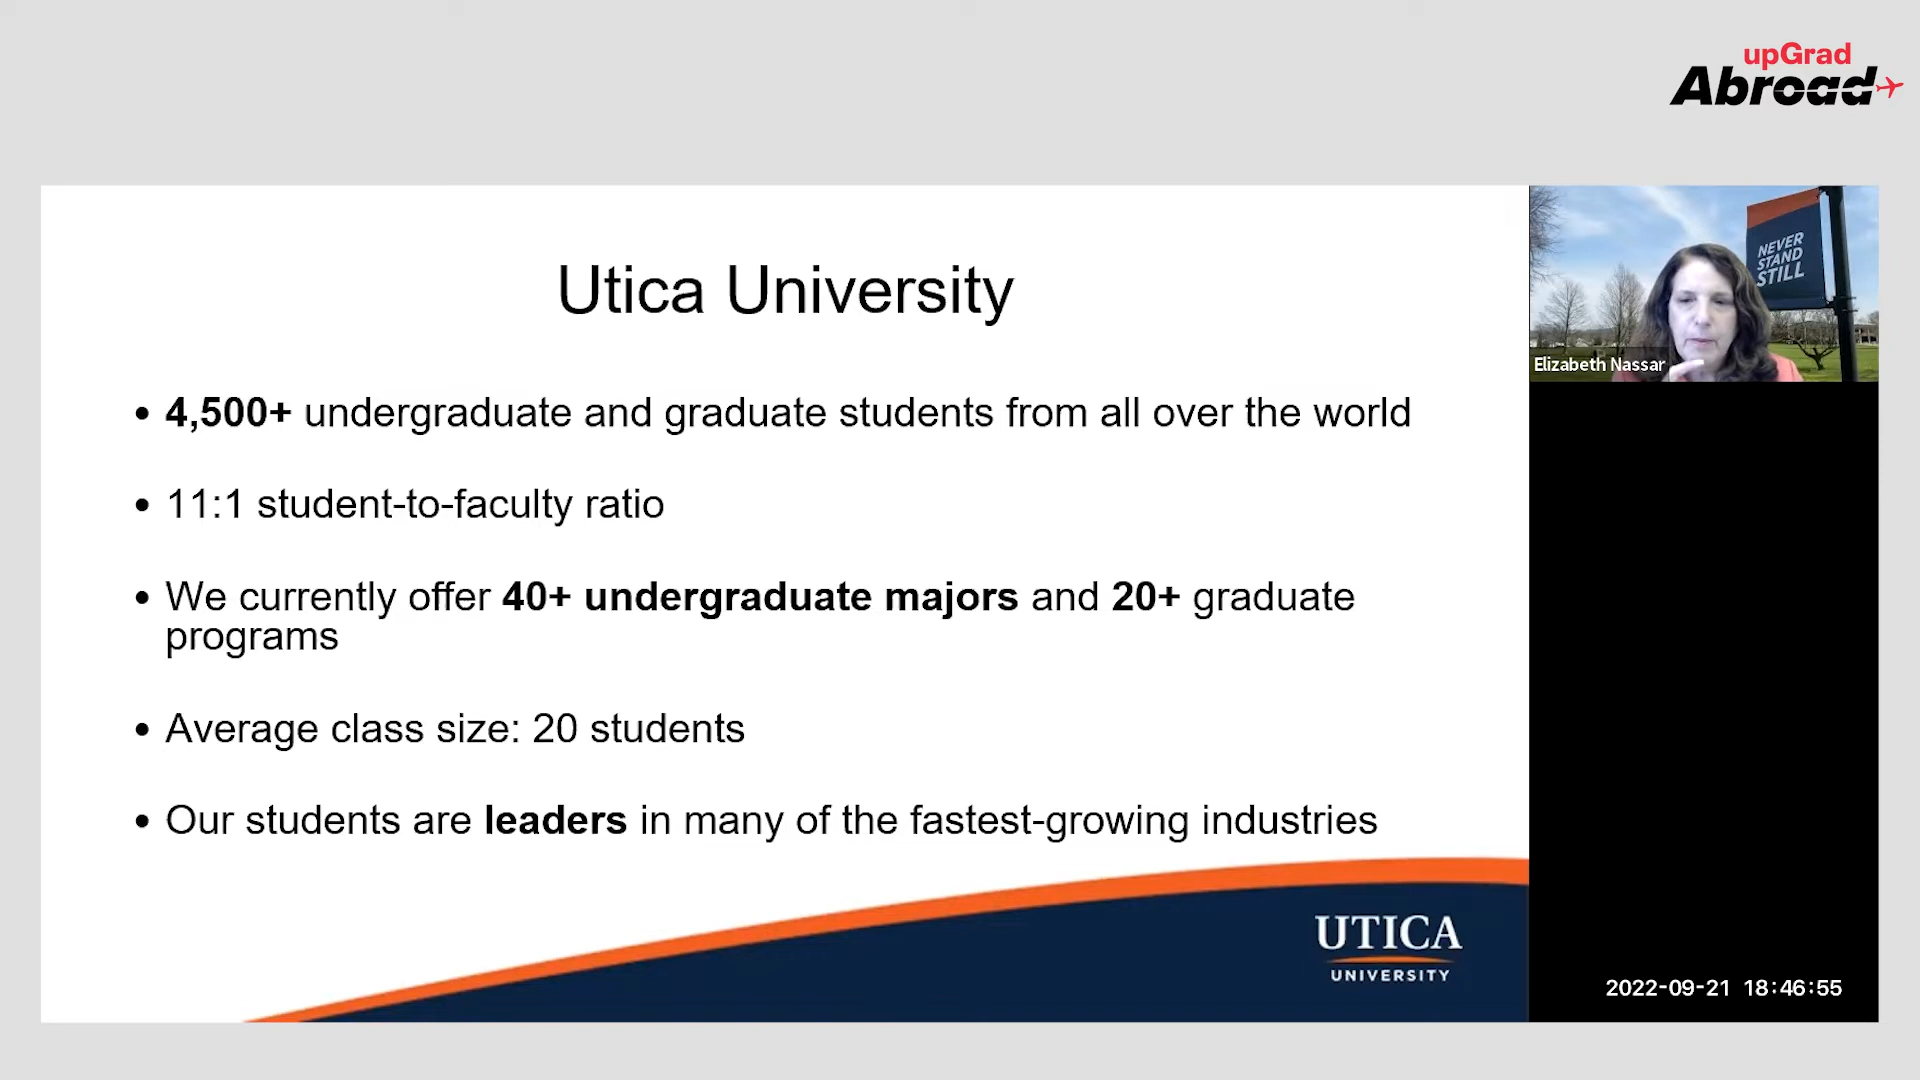 upGrad
Abroad
Utica University
• 4,500+ undergraduate and graduate students from all over the world
• 11:1 student-to-faculty ratio
• We currently offer 40+ undergraduate majors and 20+ graduate
programs
• Average class size: 20 students
• Our students are leaders in many of the fastest-growing industries
UTICA
UNIVERSITY
NEVER
STAND
STILL
Elizabeth Nassar
2022-09-21 18:46:55